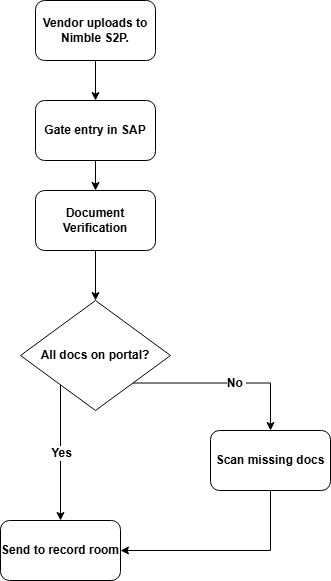 Vendor uploads to
Nimble S2P.
Gate entry in SAP
Document
Verification
All docs on portal?
No
Yes
Scan missing docs
Send to record room